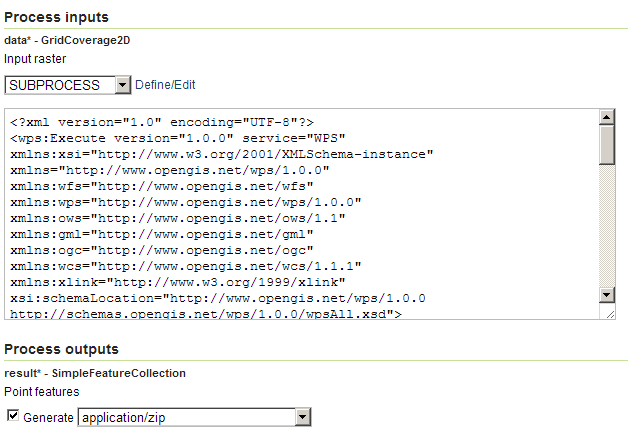 Process inputs
data* - GridCoverage2D
Input raster
SUBPROCESS Define/Edit
<?xml version="1.0" encoding="UTF-8"?>
<wps:Execute version="1.0.0" service="WPS"
xmlns:xsi="http://www.w3.org/2001/XMLSchema-instance"
xmlns="http://www.opengis.net/wps/1.0.0"
xmlns:wfs="http://www.opengis.net/wfs"
xmlns:wps="http://www.opengis.net/wps/1.0.0"
xmlns:ows="http://www.opengis.net/ows/1.1"
xmlns:gml="http://www.opengis.net/gml"
xmlns:ogc="http://www.opengis.net/ogc"
xmlns:wcs="http://www.opengis.net/wcs/1.1.1"
xmlns:xlink="http://www.w3.org/1999/xlink"
xsi:schemaLocation="http://www.opengis.net/wps/1.0.0
http://schemas.opengis.net/wps/1.0.0/wpsAll.xsd">
Process outputs
result* - SimpleFeatureCollection
Point features
Generate application/zip